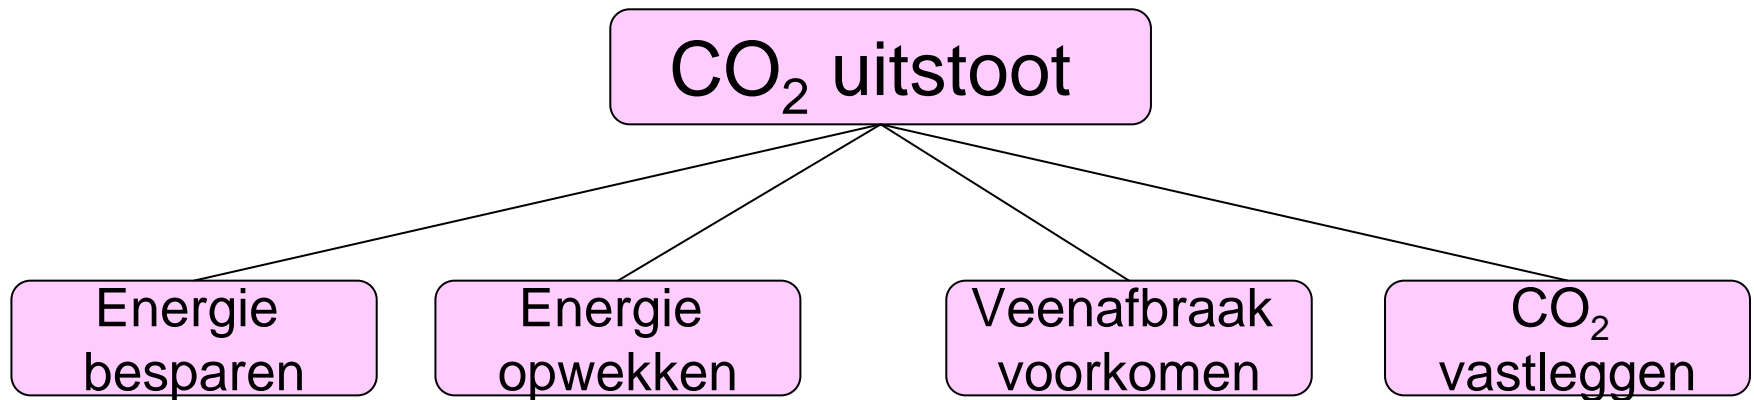 CO₂ uitstoot
Energie
besparen
Energie
opwekken
Veenafbraak
voorkomen
CO₂
vastleggen